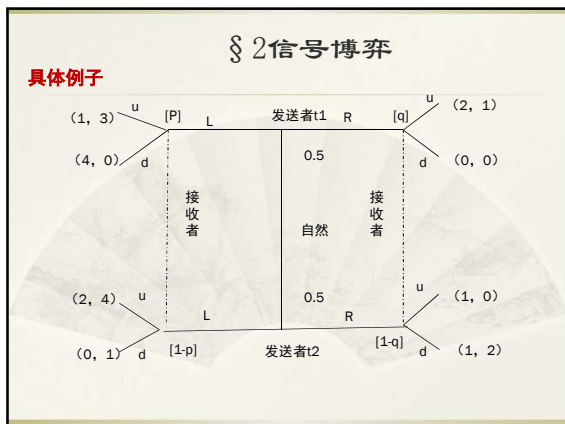 §2信号博弈
具体例子
u [P] L 发送者t1 R [q] u
(1, 3) (2, 1)
(4, 0) d 0.5 d (0, 0)
接收者 自然 接收者
(2, 4) u 0.5 u (1, 0)
L R
(0, 1) d [1-p] 发送者t2 [1-q] d (1, 2)